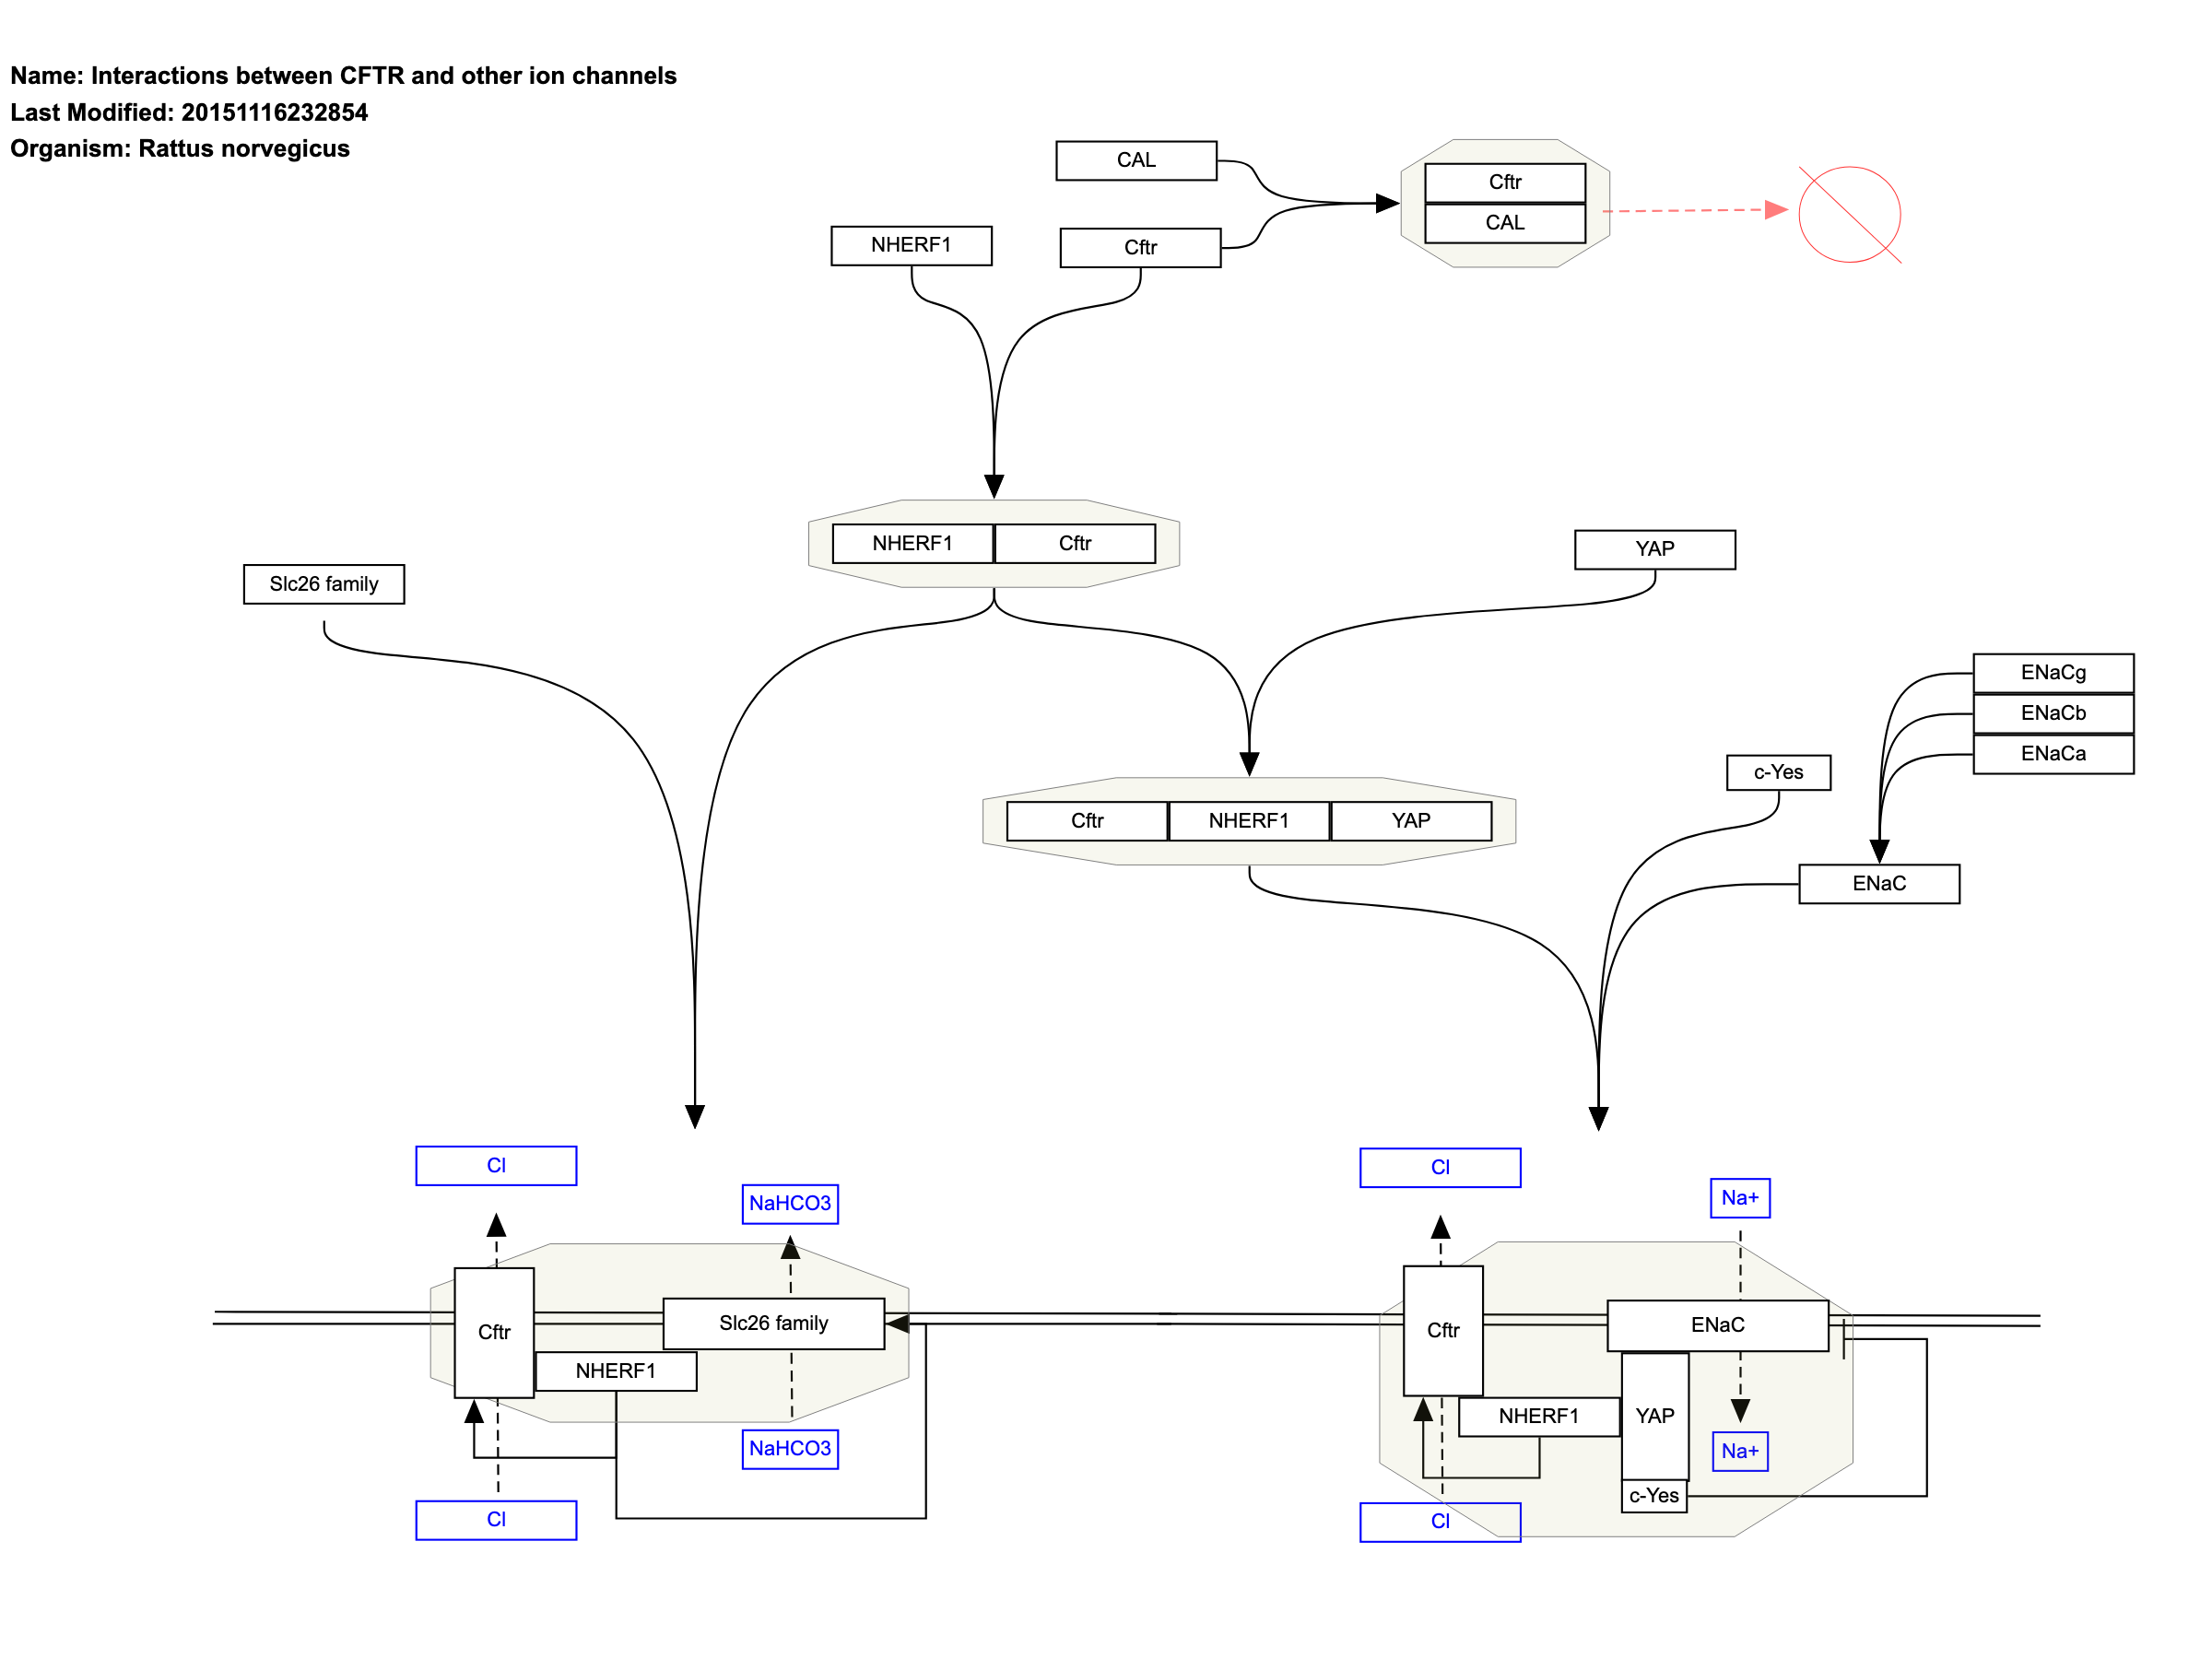 Name: Interactions between CFTR and other ion channels
Last Modified: 20151116232854
Organism: Rattus norvegicus
CAL
Cftr
CAL
NHERF1
Cftr
NHERF1
Cftr
YAP
Slc26 family
ENaCg
ENaCb
ENaCa
c-Yes
Cftr
NHERF1
YAP
ENaC
Cl
NaHCO3
Cftr
Slc26 family
NHERF1
NaHCO3
Cl
Cl
Na+
Cftr
ENaC
NHERF1
YAP
Na+
c-Yes
Cl